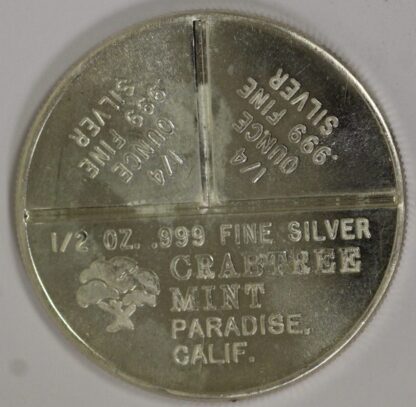 1/4
OUNCE
.999 FINE
SILVER
1/4
OUNCE
.999 FINE
SILVER
1/2 OZ. .999 FINE SILVER
CRABTREE
MINT
PARADISE,
CALIF.